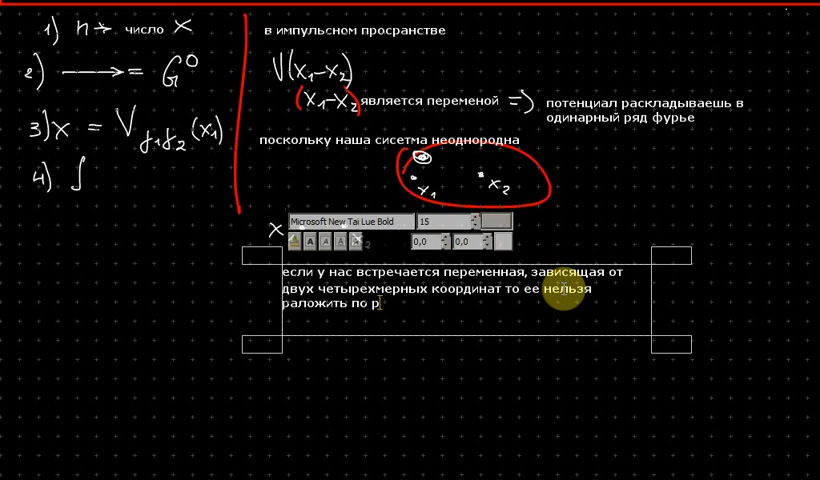 1) n → число X
2) → = G⁰
3) x = V_{γ1γ2}(x₁)
4) ∫
в импульсном просранстве
V(x₁-x₂)
(x₁-x₂) является переменой => потенциал раскладываешь в
одинарный ряд фурье
поскольку наша сисетма неоднородна
x₁ x₂
x
Microsoft New Tai Lue Bold 15
A A A 0,0 0,0
если у нас встречается переменная, зависящая от
двух четырехмерных координат то ее нельзя
раложить по р